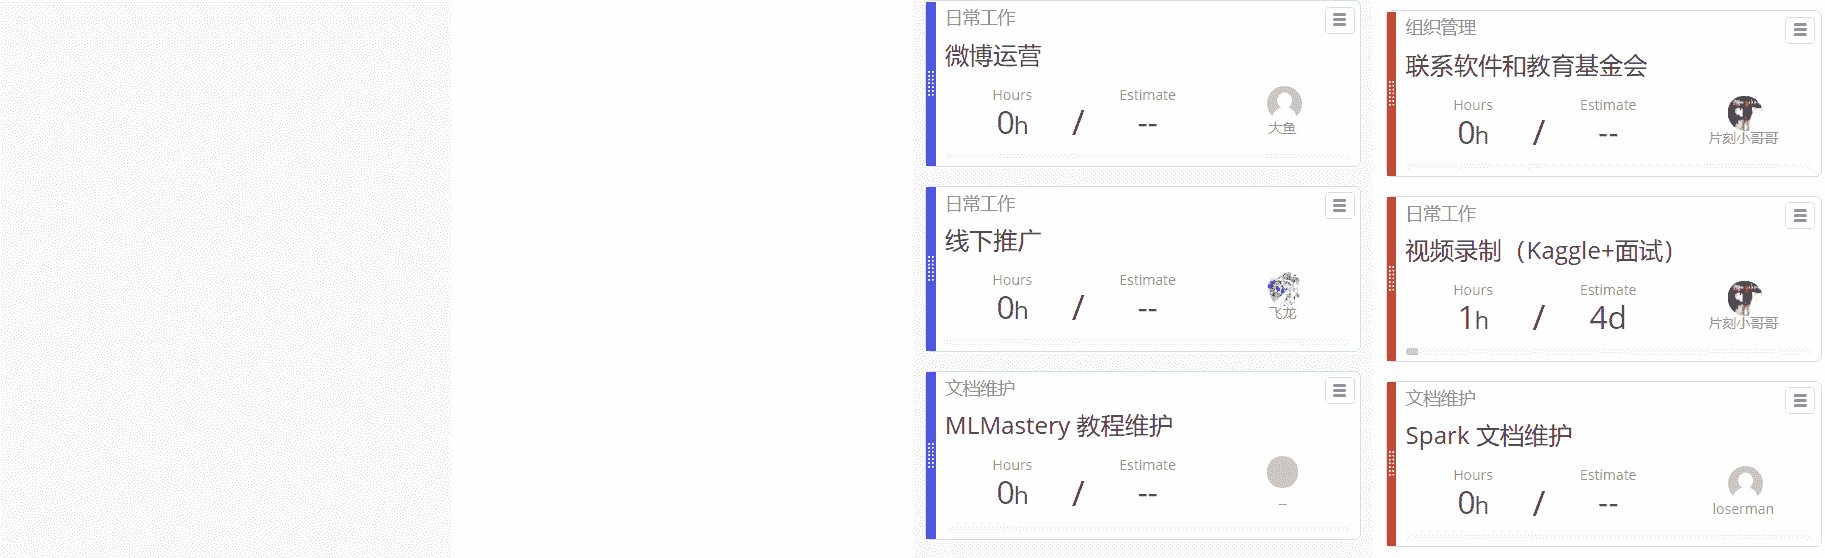 日常工作
微博运营
Hours Estimate
0h / --
大鱼
日常工作
线下推广
Hours Estimate
0h / --
飞龙
文档维护
MLMastery 教程维护
Hours Estimate
0h / --
--
组织管理
联系软件和教育基金会
Hours Estimate
0h / --
片刻小哥哥
日常工作
视频录制（Kaggle+面试）
Hours Estimate
1h / 4d
片刻小哥哥
文档维护
Spark 文档维护
Hours Estimate
0h / --
loserman